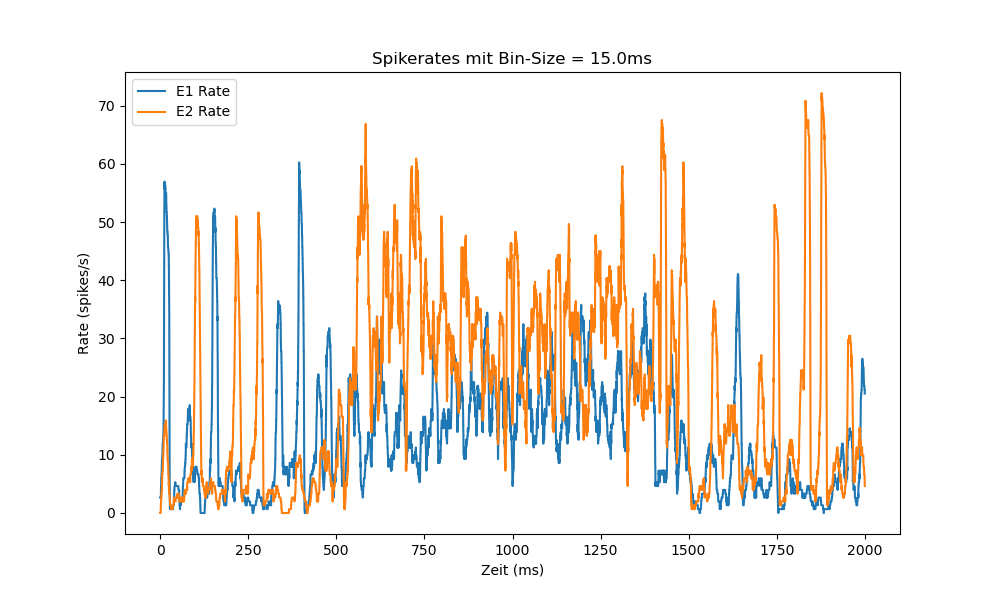 Spikerates mit Bin-Size = 15.0ms
E1 Rate
E2 Rate
Rate (spikes/s)
70
60
50
40
30
20
10
0
0 250 500 750 1000 1250 1500 1750 2000
Zeit (ms)